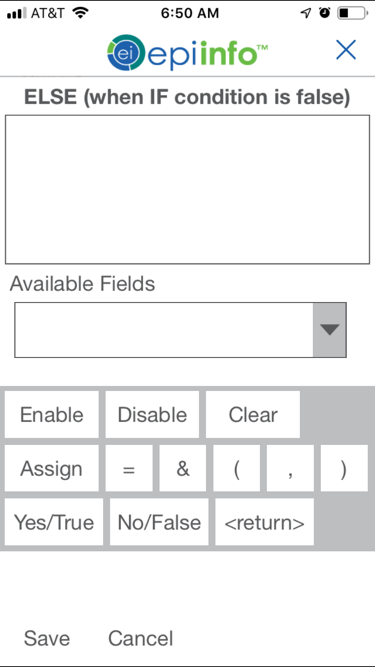 AT&T 6:50 AM
ei epiinfo™
ELSE (when IF condition is false)
Available Fields
Enable Disable Clear
Assign = & ( , )
Yes/True No/False <return>
Save Cancel